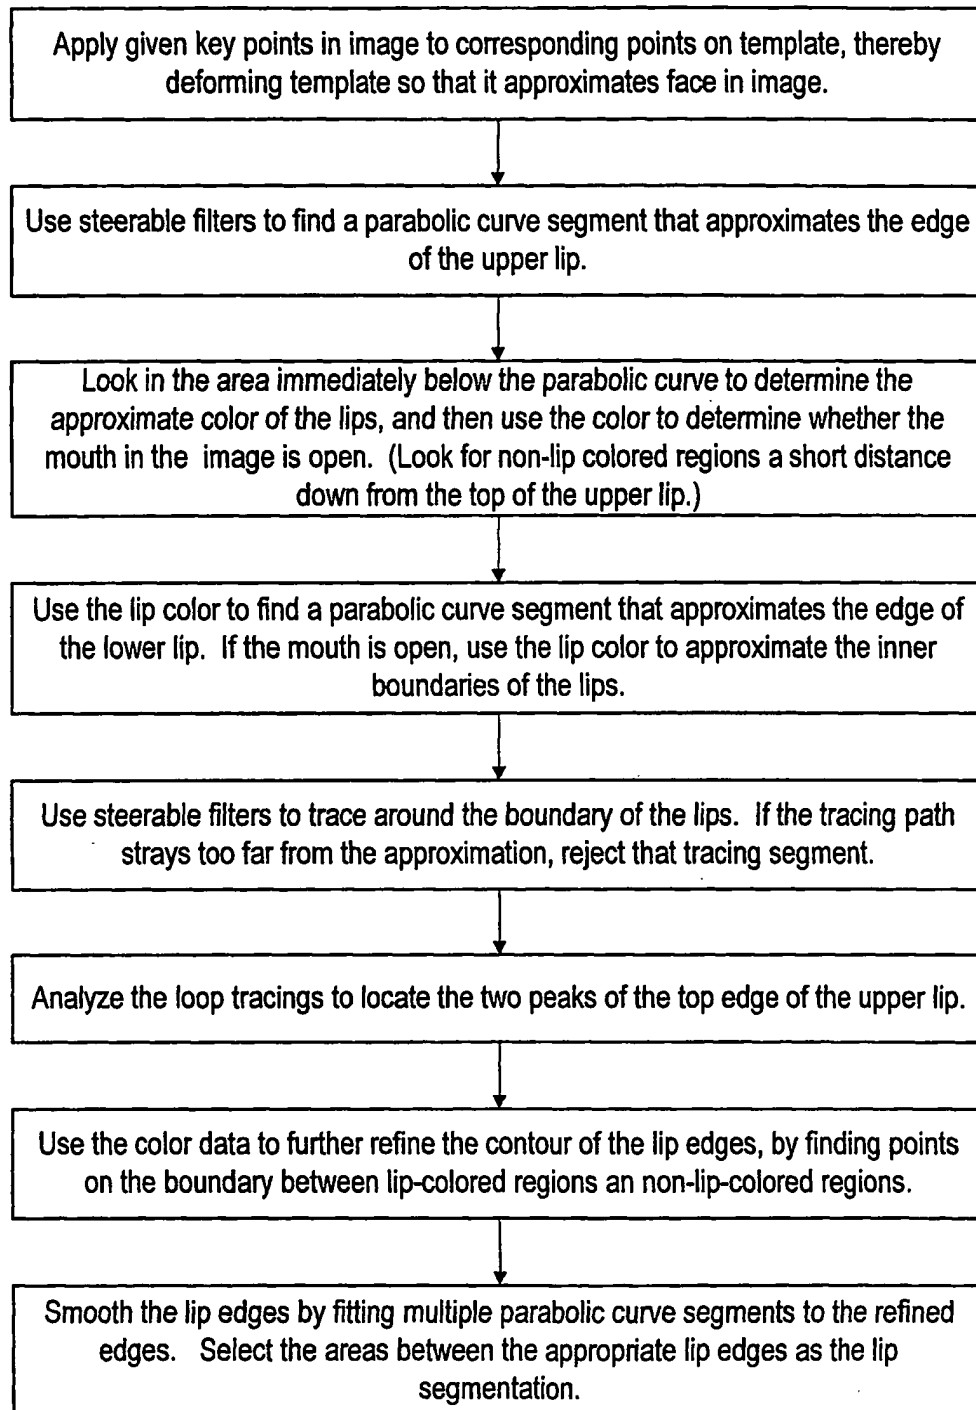 Apply given key points in image to corresponding points on template, thereby
deforming template so that it approximates face in image.
Use steerable filters to find a parabolic curve segment that approximates the edge
of the upper lip.
Look in the area immediately below the parabolic curve to determine the
approximate color of the lips, and then use the color to determine whether the
mouth in the image is open. (Look for non-lip colored regions a short distance
down from the top of the upper lip.)
Use the lip color to find a parabolic curve segment that approximates the edge of
the lower lip. If the mouth is open, use the lip color to approximate the inner
boundaries of the lips.
Use steerable filters to trace around the boundary of the lips. If the tracing path
strays too far from the approximation, reject that tracing segment.
Analyze the loop tracings to locate the two peaks of the top edge of the upper lip.
Use the color data to further refine the contour of the lip edges, by finding points
on the boundary between lip-colored regions an non-lip-colored regions.
Smooth the lip edges by fitting multiple parabolic curve segments to the refined
edges. Select the areas between the appropriate lip edges as the lip
segmentation.